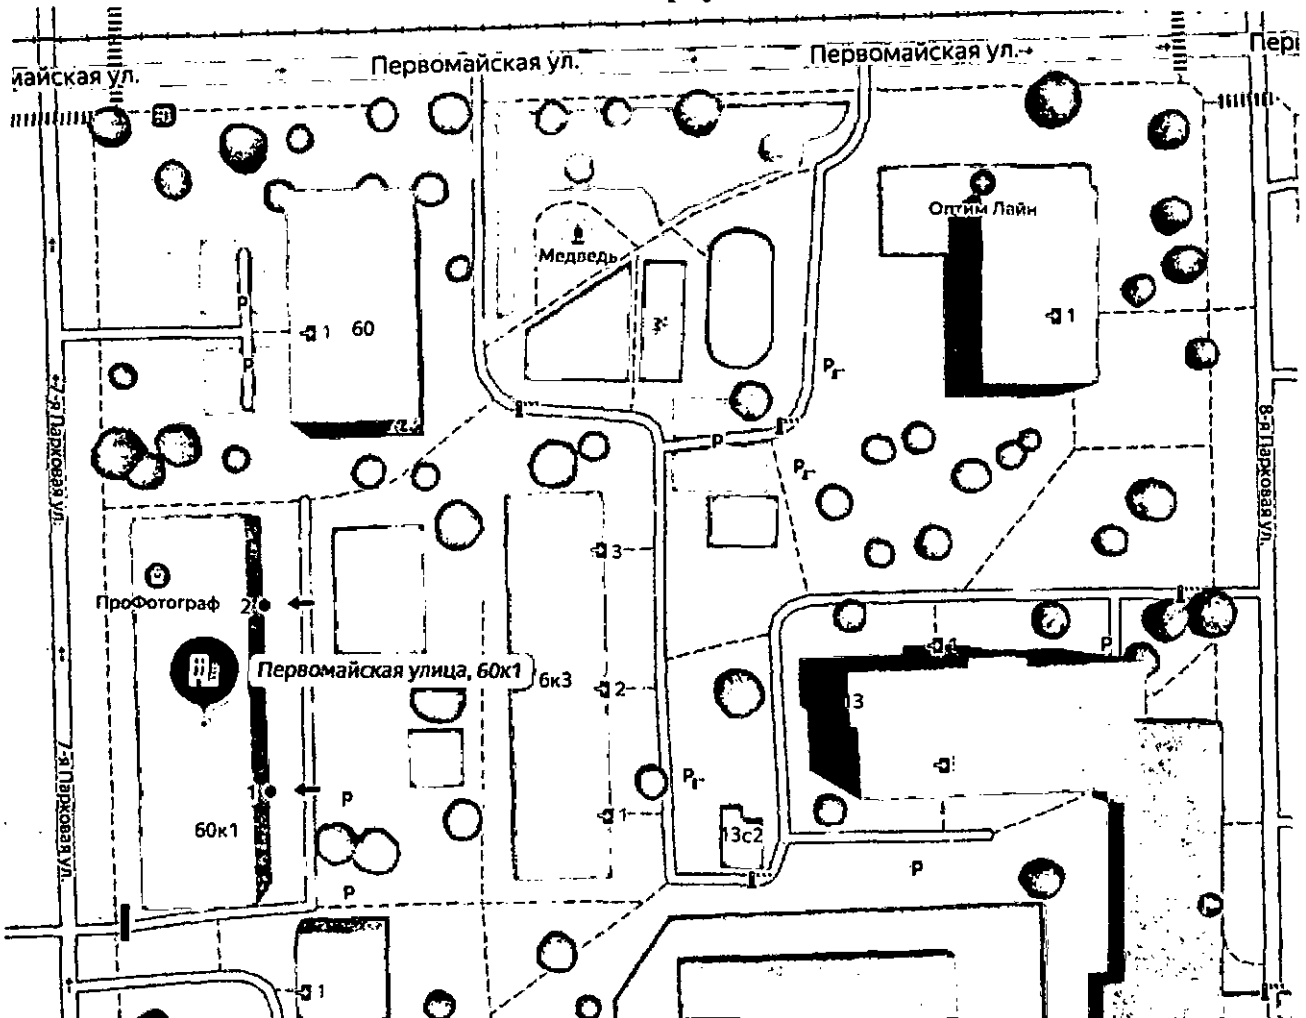 Первомайская ул.
Первомайская ул.
майская ул.
Оптим Лайн
Медведь
P
1
60
1
P
P
7-я Парковая ул.
8-я Парковая ул.
P
P
3
ПроФотограф
2
P
1
Первомайская улица, 60к1
6к3
2
13
P
1
P
1
60к1
13с2
P
P
7-я Парковая ул.
1